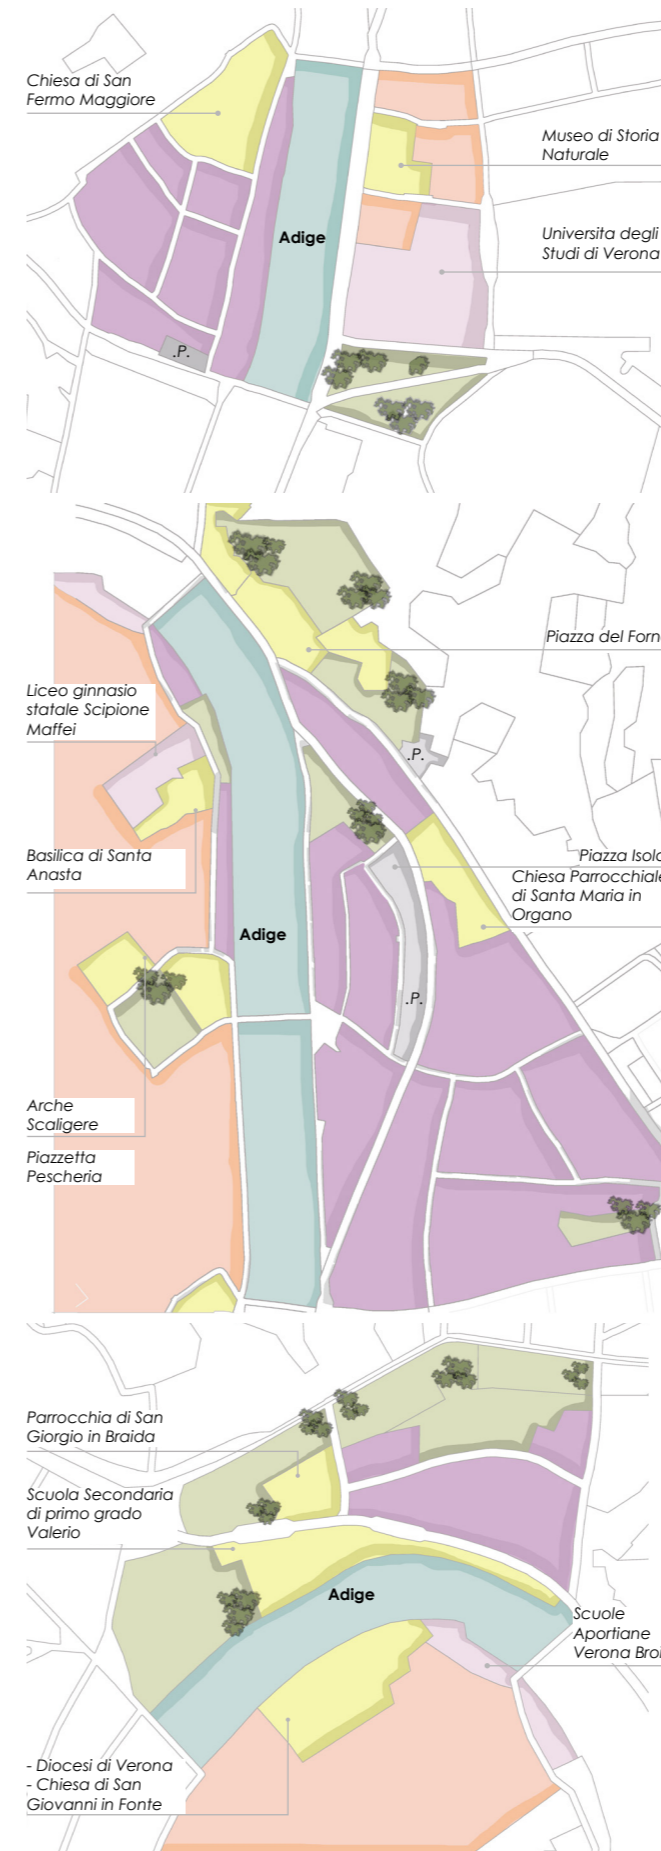 Chiesa di San
Fermo Maggiore
Museo di Storia
Naturale
Adige
Universita degli
Studi di Verona
.P.
Piazza del Forn
Liceo ginnasio
statale Scipione
Maffei
.P.
Basilica di Santa
Anasta
Piazza Isol
Chiesa Parrocchiale
di Santa Maria in
Organo
Adige
.P.
Arche
Scaligere
Piazzetta
Pescheria
Parrocchia di San
Giorgio in Braida
Scuola Secondaria
di primo grado
Valerio
Adige
Scuole
Aportiane
Verona Broi
- Diocesi di Verona
- Chiesa di San
Giovanni in Fonte